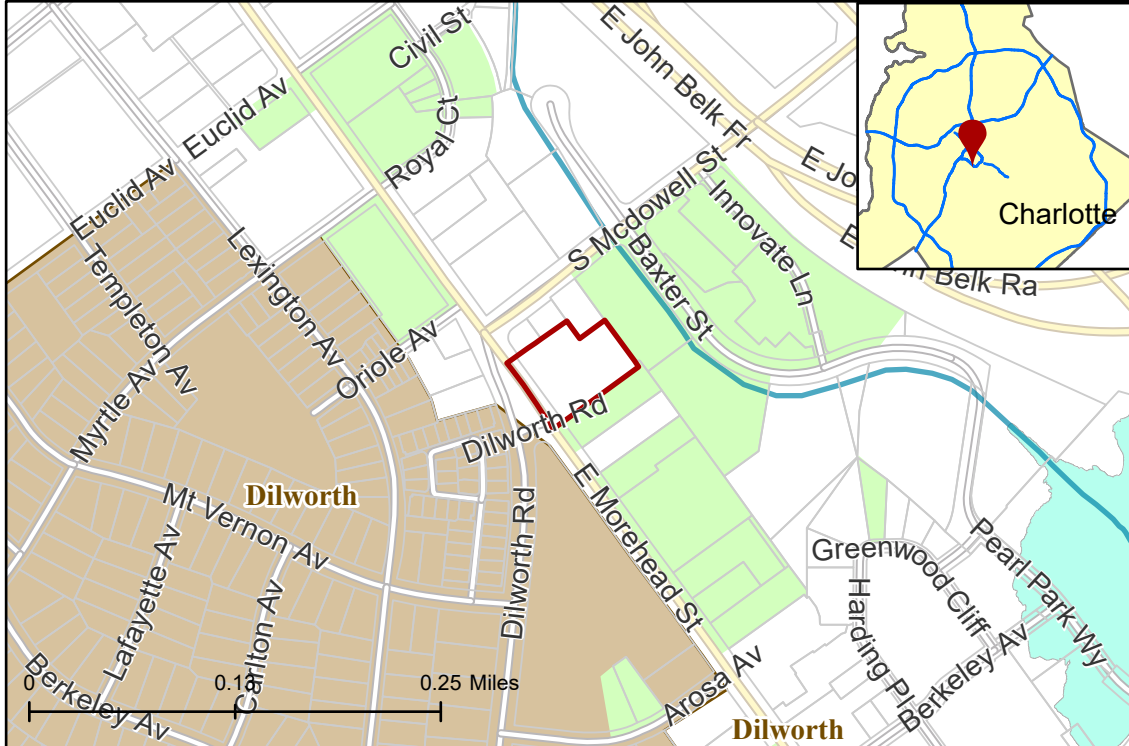 Civil St
E John Belk Fr
Euclid Av
Royal Ct
Euclid Av
S Mcdowell St
E Jo
Innovate Ln
Charlotte
Templeton Av
Lexington Av
Baxter St
Belk Ra
Oriole Av
Myrtle Av
Dilworth Rd
Mt Vernon Av
Dilworth
E Morehead St
Dilworth Rd
Lafayette Av
Carlton Av
Greenwood Cliff
Pearl Park Wy
Harding Pl
Berkeley Av
Berkeley Av
Arosa Av
0
0.25 Miles
Dilworth